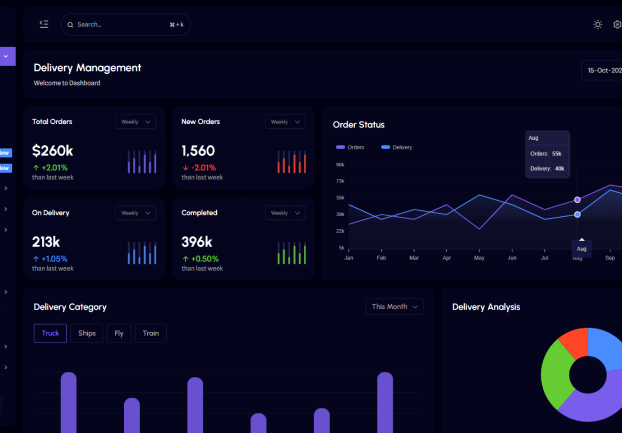 Search...
⌘+k
Delivery Management
Welcome to Dashboard
15-Oct-202
New
New
Total Orders
Weekly
$260k
↑ +2.01%
than last week
New Orders
Weekly
1,560
↓ -2.01%
than last week
On Delivery
Weekly
213k
↑ +1.05%
than last week
Completed
Weekly
396k
↑ +0.50%
than last week
Order Status
Orders
Delivery
Aug
Orders: 55k
Delivery: 40k
99k
73k
56k
38k
22k
5k
Jan Feb Mar Apr May Jun Jul Aug Sep
Aug
Delivery Category
This Month
Truck Ships Fly Train
Delivery Analysis